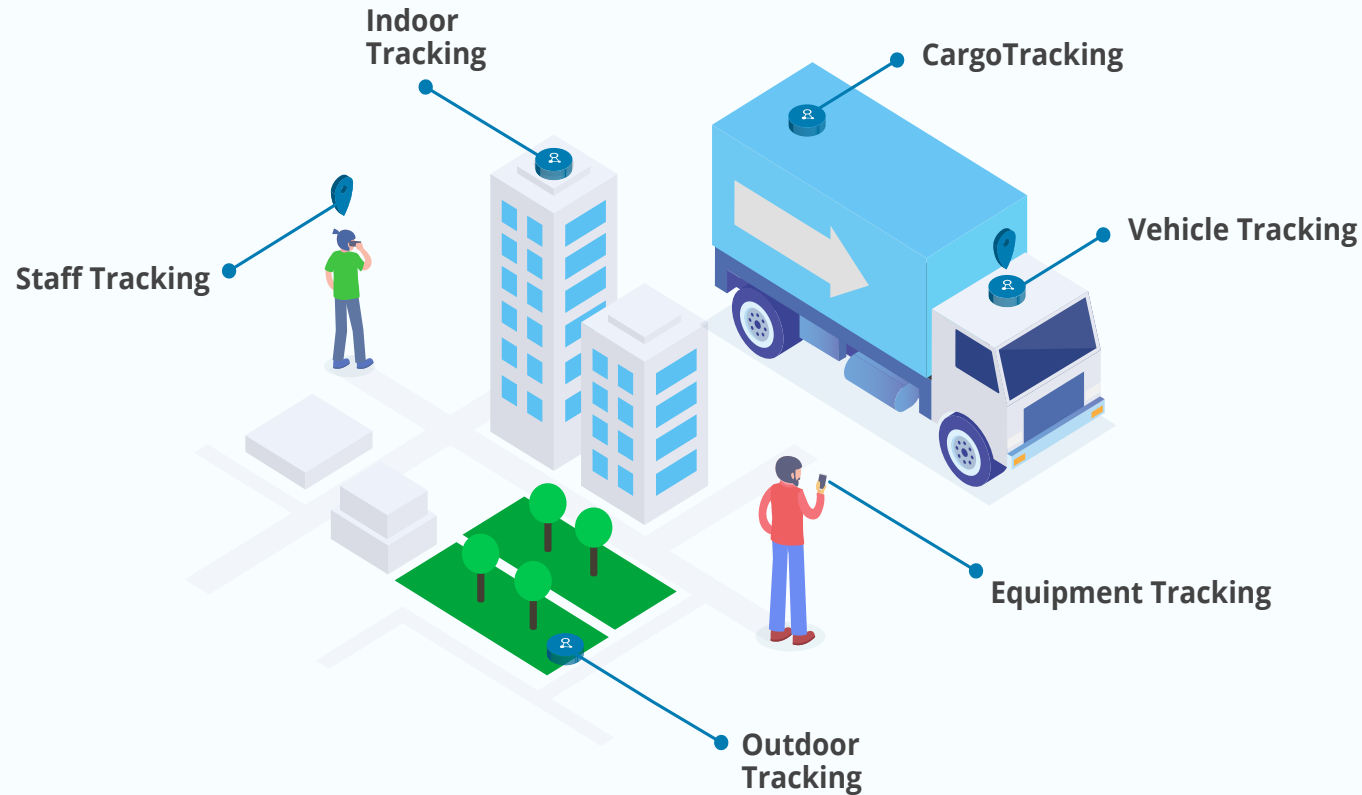 Indoor
Tracking
CargoTracking
Vehicle Tracking
Staff Tracking
Equipment Tracking
Outdoor
Tracking